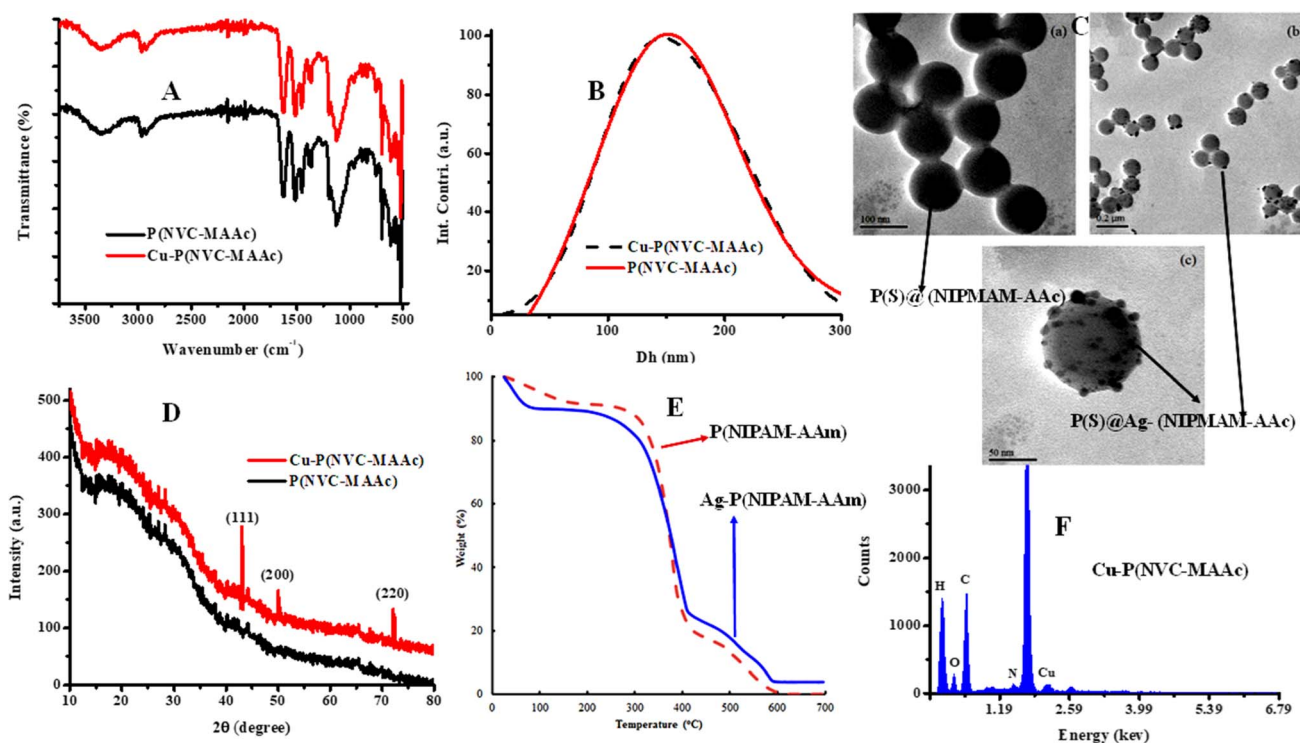 A
Transmittance (%)
P(NVC-MAAc)
Cu-P(NVC-MAAc)
3750 3000 2500 2000 1500 1000 500
Wavenumber (cm⁻¹)
B
Int. Contri. (a.u.)
100
80
60
40
20
Cu-P(NVC-MAAc)
P(NVC-MAAc)
0 100 200 300
Dh (nm)
C
(a)
100 nm
(b)
0.2 µm
(c)
50 nm
P(S)@ (NIPMAM-AAc)
P(S)@Ag- (NIPMAM-AAc)
D
Intensity (a.u.)
500
400
300
200
100
0
Cu-P(NVC-MAAc)
P(NVC-MAAc)
(111)
(200)
(220)
10 20 30 40 50 60 70 80
2θ (degree)
E
Weight (%)
100
80
60
40
20
0
P(NIPAM-AAm)
Ag-P(NIPAM-AAm)
0 100 200 300 400 500 600 700
Temperature (ºC)
F
Counts
3000
2000
1000
0
Cu-P(NVC-MAAc)
H
O
C
N
Cu
1.19 2.59 3.99 5.39 6.79
Energy (kev)